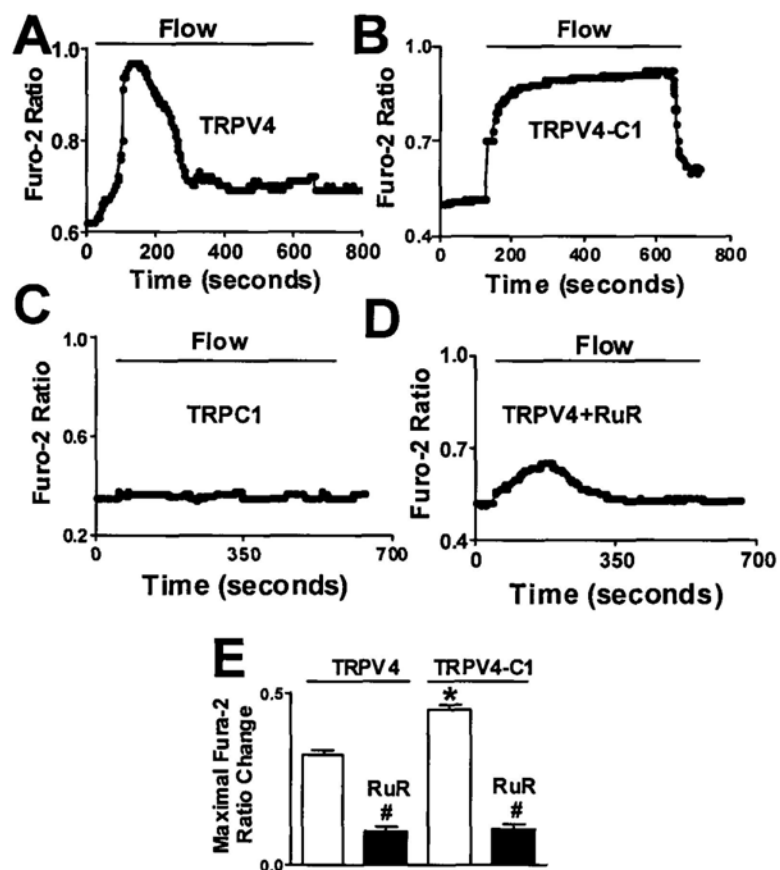 A
Flow
1.0
0.8
0.6
Furo-2 Ratio
TRPV4
0 200 400 600 800
Time (seconds)
B
Flow
1.0
0.7
0.4
Furo-2 Ratio
TRPV4-C1
0 200 400 600 800
Time (seconds)
C
Flow
1.0
0.6
0.2
Furo-2 Ratio
TRPC1
0 350 700
Time (seconds)
D
Flow
1.0
0.7
0.4
Furo-2 Ratio
TRPV4+RuR
0 350 700
Time (seconds)
E
TRPV4 TRPV4-C1
0.5
0.0
Maximal Fura-2
Ratio Change
*
RuR RuR
# #